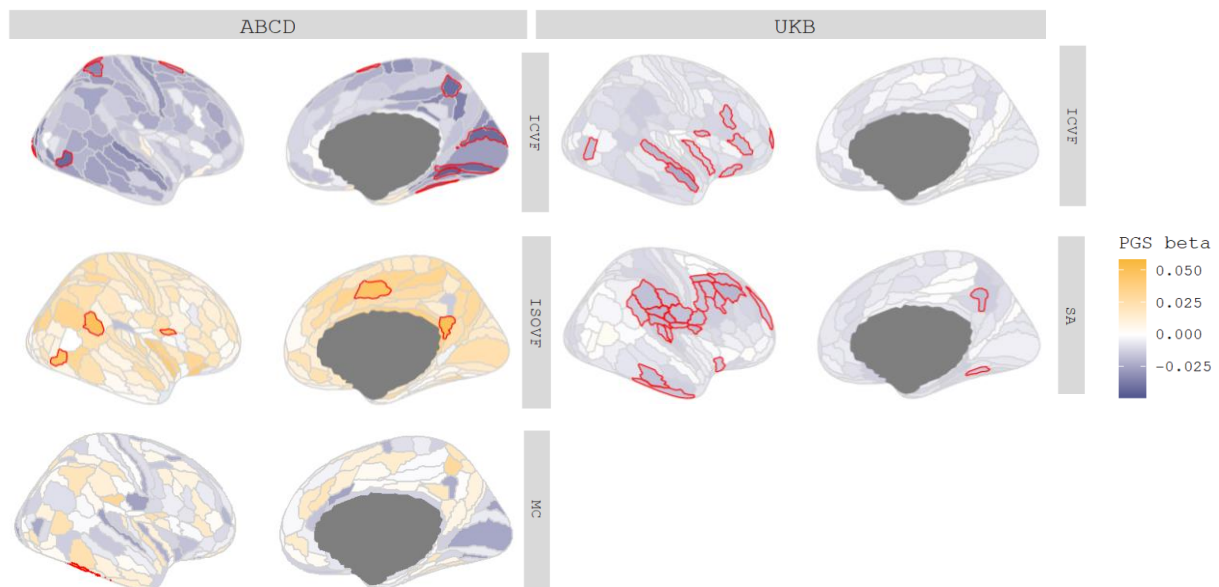 ABCD
UKB
ICVF
ICVF
ISOVF
SA
MC
PGS beta
0.050
0.025
0.000
-0.025